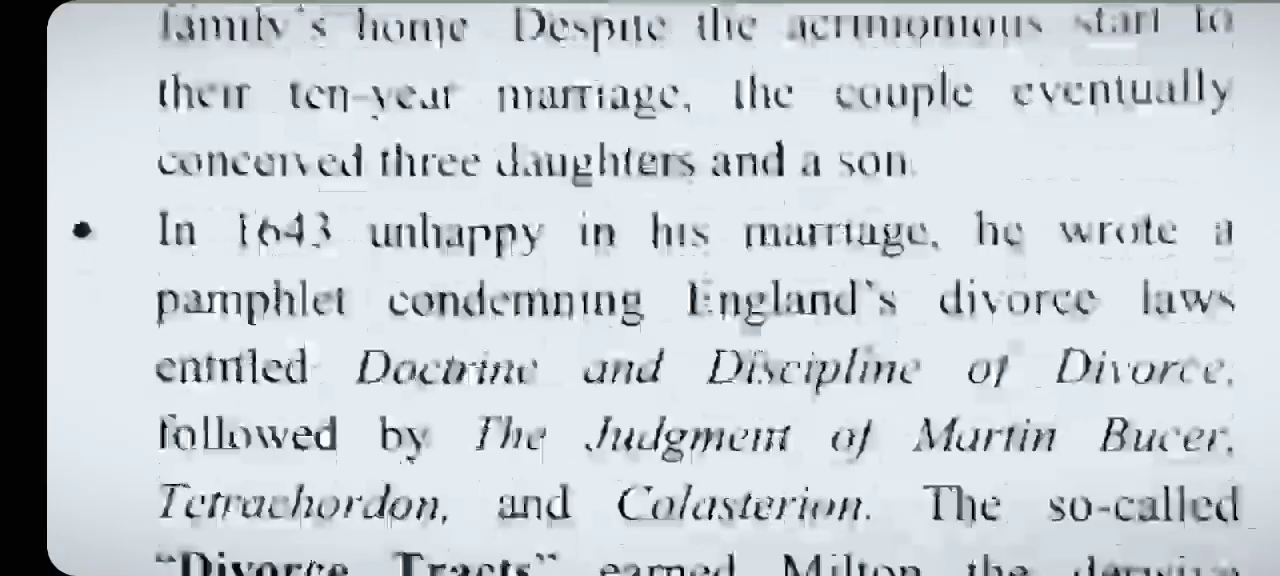 family's home Despite the acrimonious start to
their ten-year marriage, the couple eventually
conceived three daughters and a son.
• In 1643 unhappy in his marriage, he wrote a
pamphlet condemning England's divorce laws
entitled Doctrine and Discipline of Divorce,
followed by The Judgment of Martin Bucer,
Tetrachordon, and Colasterion. The so-called
"Divorce Tracts" earned Milton the